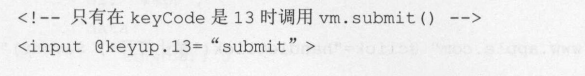 <!-- 只有在 keyCode 是 13 时调用 vm.submit() -->
<input @keyup.13= “submit”>